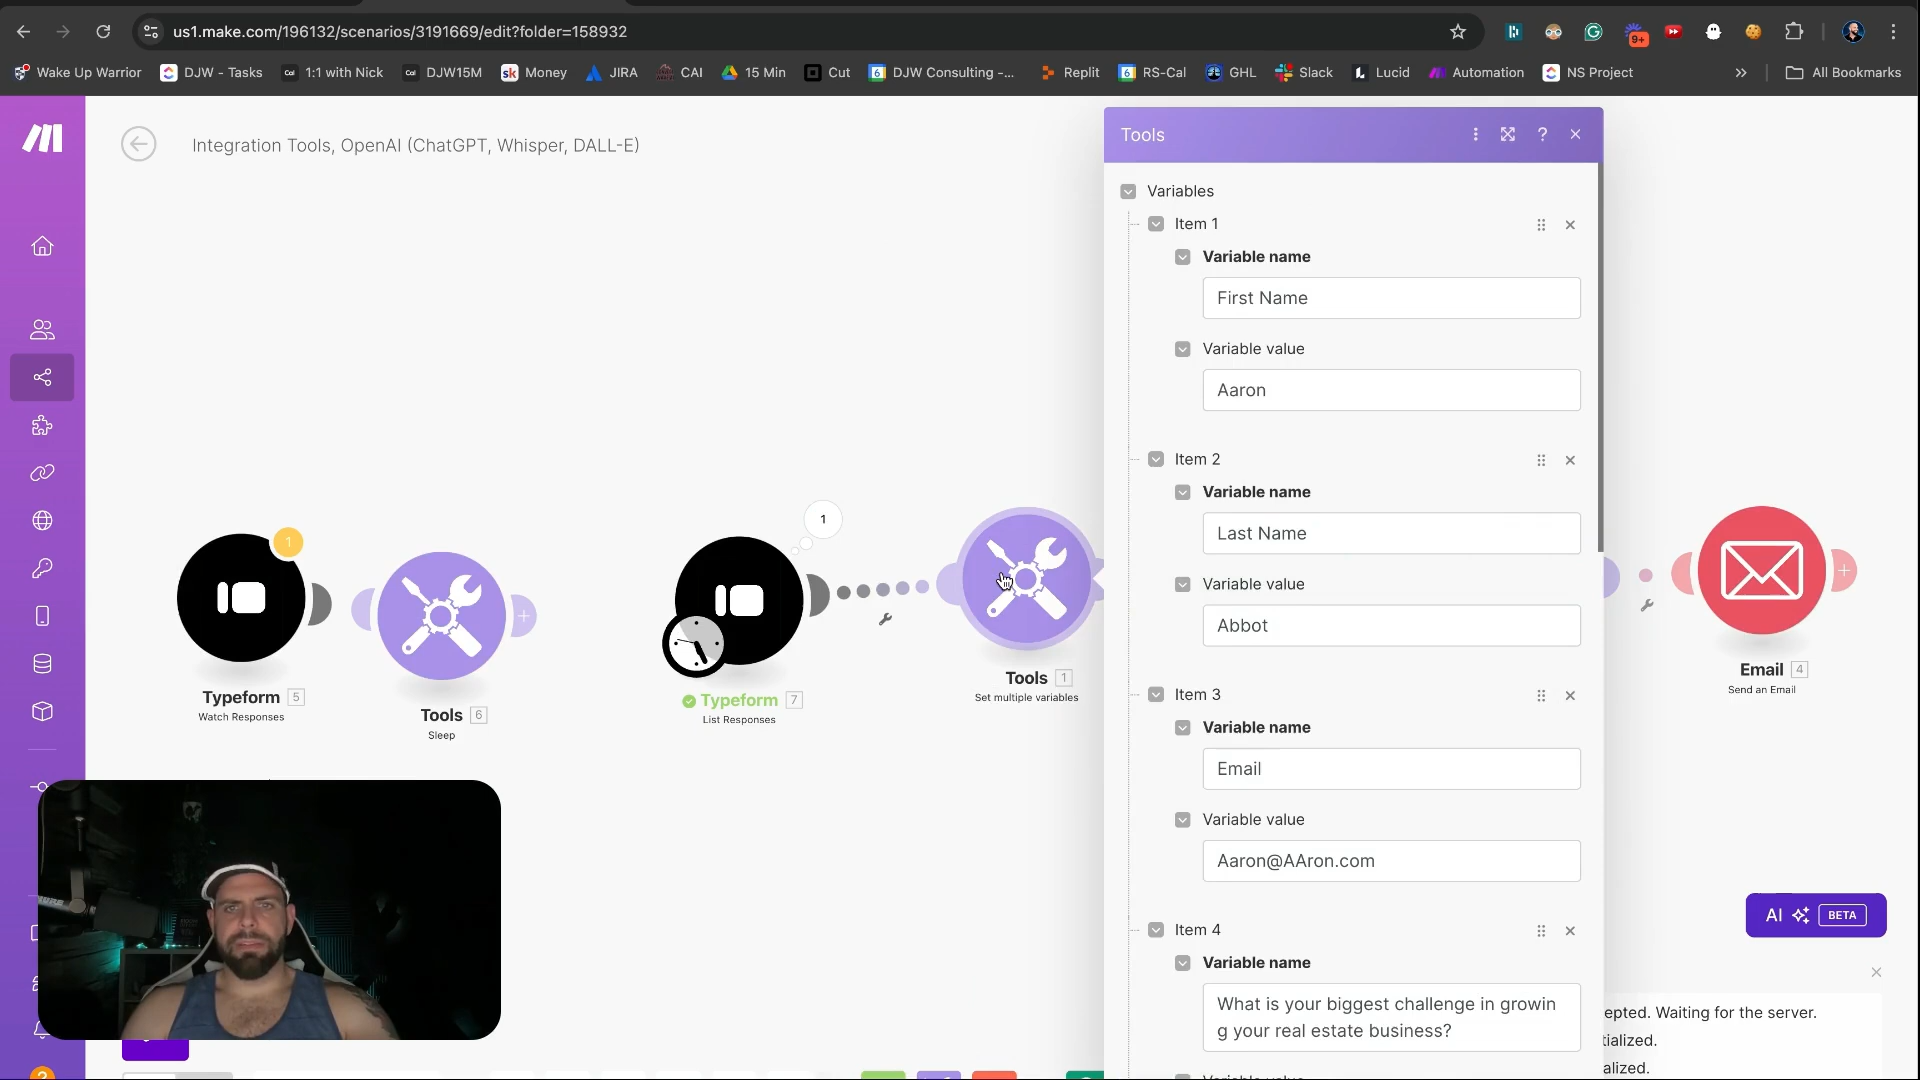 us1.make.com/196132/scenarios/3191669/edit?folder=158932
9+
Wake Up Warrior
DJW - Tasks
Cal 1:1 with Nick
Cal DJW15M
sk Money
JIRA
CAI
15 Min
Cut
6 DJW Consulting -...
Replit
6 RS-Cal
GHL
Slack
Lucid
Automation
NS Project
All Bookmarks
Integration Tools, OpenAI (ChatGPT, Whisper, DALL-E)
Tools
?
Variables
Item 1
Variable name
First Name
Variable value
Aaron
Item 2
Variable name
Last Name
Variable value
Abbot
Item 3
Variable name
Email
Variable value
Aaron@AAron.com
Item 4
Variable name
What is your biggest challenge in growin
g your real estate business?
1
Typeform 5
Watch Responses
Tools 6
Sleep
1
Typeform 7
List Responses
Tools 1
Set multiple variables
Email 4
Send an Email
AI BETA
epted. Waiting for the server.
tialized.
alized.